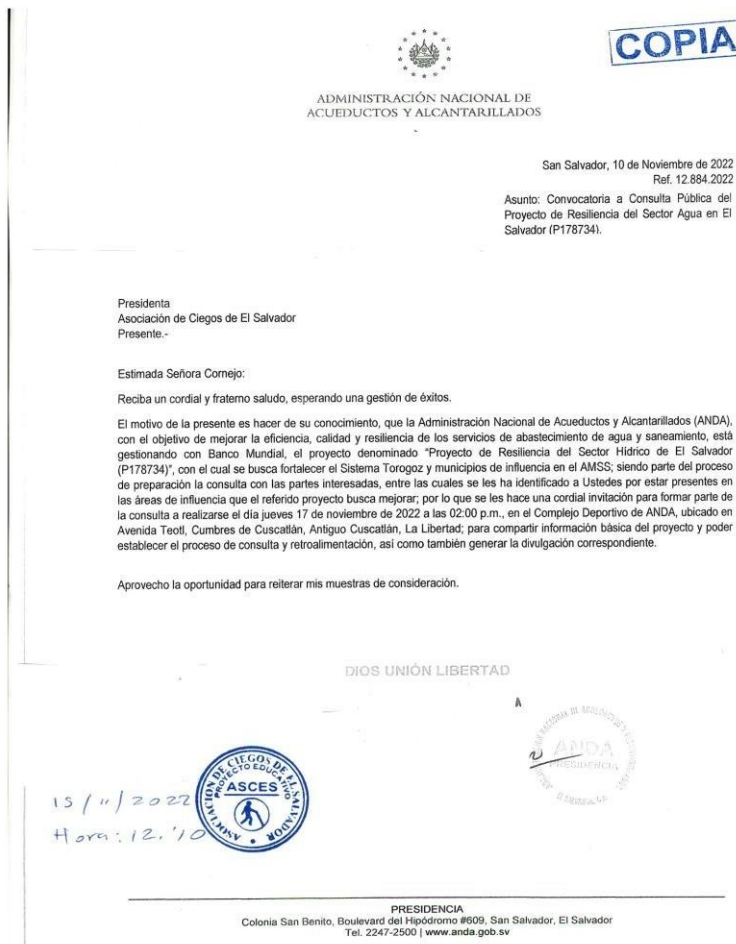 COPIA
ADMINISTRACIÓN NACIONAL DE
ACUEDUCTOS Y ALCANTARILLADOS
San Salvador, 10 de Noviembre de 2022
Ref. 12.884.2022
Asunto: Convocatoria a Consulta Pública del
Proyecto de Resiliencia del Sector Agua en El
Salvador (P178734).
Presidenta
Asociación de Ciegos de El Salvador
Presente.-
Estimada Señora Cornejo:
Reciba un cordial y fraterno saludo, esperando una gestión de éxitos.
El motivo de la presente es hacer de su conocimiento, que la Administración Nacional de Acueductos y Alcantarillados (ANDA),
con el objetivo de mejorar la eficiencia, calidad y resiliencia de los servicios de abastecimiento de agua y saneamiento, está
gestionando con Banco Mundial, el proyecto denominado "Proyecto de Resiliencia del Sector Hídrico de El Salvador
(P178734)", con el cual se busca fortalecer el Sistema Torogoz y municipios de influencia en el AMSS; siendo parte del proceso
de preparación la consulta con las partes interesadas, entre las cuales se les ha identificado a Ustedes por estar presentes en
las áreas de influencia que el referido proyecto busca mejorar; por lo que se les hace una cordial invitación para formar parte de
la consulta a realizarse el día jueves 17 de noviembre de 2022 a las 02:00 p.m., en el Complejo Deportivo de ANDA, ubicado en
Avenida Teotl, Cumbres de Cuscatlán, Antiguo Cuscatlán, La Libertad; para compartir información básica del proyecto y poder
establecer el proceso de consulta y retroalimentación, así como también generar la divulgación correspondiente.
Aprovecho la oportunidad para reiterar mis muestras de consideración.
DIOS UNIÓN LIBERTAD
ANDA
PRESIDENCIA
ASOCIACION DE CIEGOS DE EL SALVADOR
PROYECTO EDUCATIVO
ASCES
15/11/2022
Hora: 12:10
PRESIDENCIA
Colonia San Benito, Boulevard del Hipódromo #609, San Salvador, El Salvador
Tel. 2247-2500 | www.anda.gob.sv